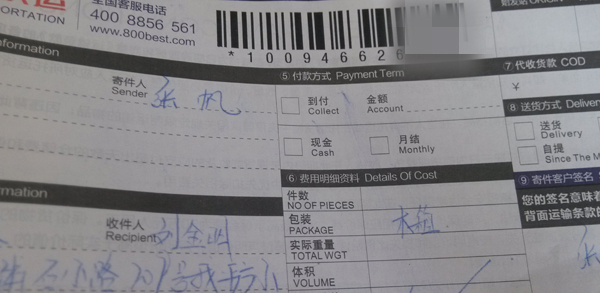 ORTATION
全国客服电话
400 8856 561
www.800best.com
*10094662
Information
寄件人
Sender
张帆
⑤ 付款方式 Payment Term
到付
Collect
金额
Account
现金
Cash
月结
Monthly
⑥ 费用明细资料 Details Of Cost
件数
NO OF PIECES
包装
PACKAGE
木箱
实际重量
TOTAL WGT
体积
VOLUME
⑦ 代收货款 COD
¥
⑧ 送货方式 Deliver
送货
Delivery
自提
Since The M
⑨ 寄件客户签名
您的签名意味着
背面运输条款的
rmation
收件人
Recipient